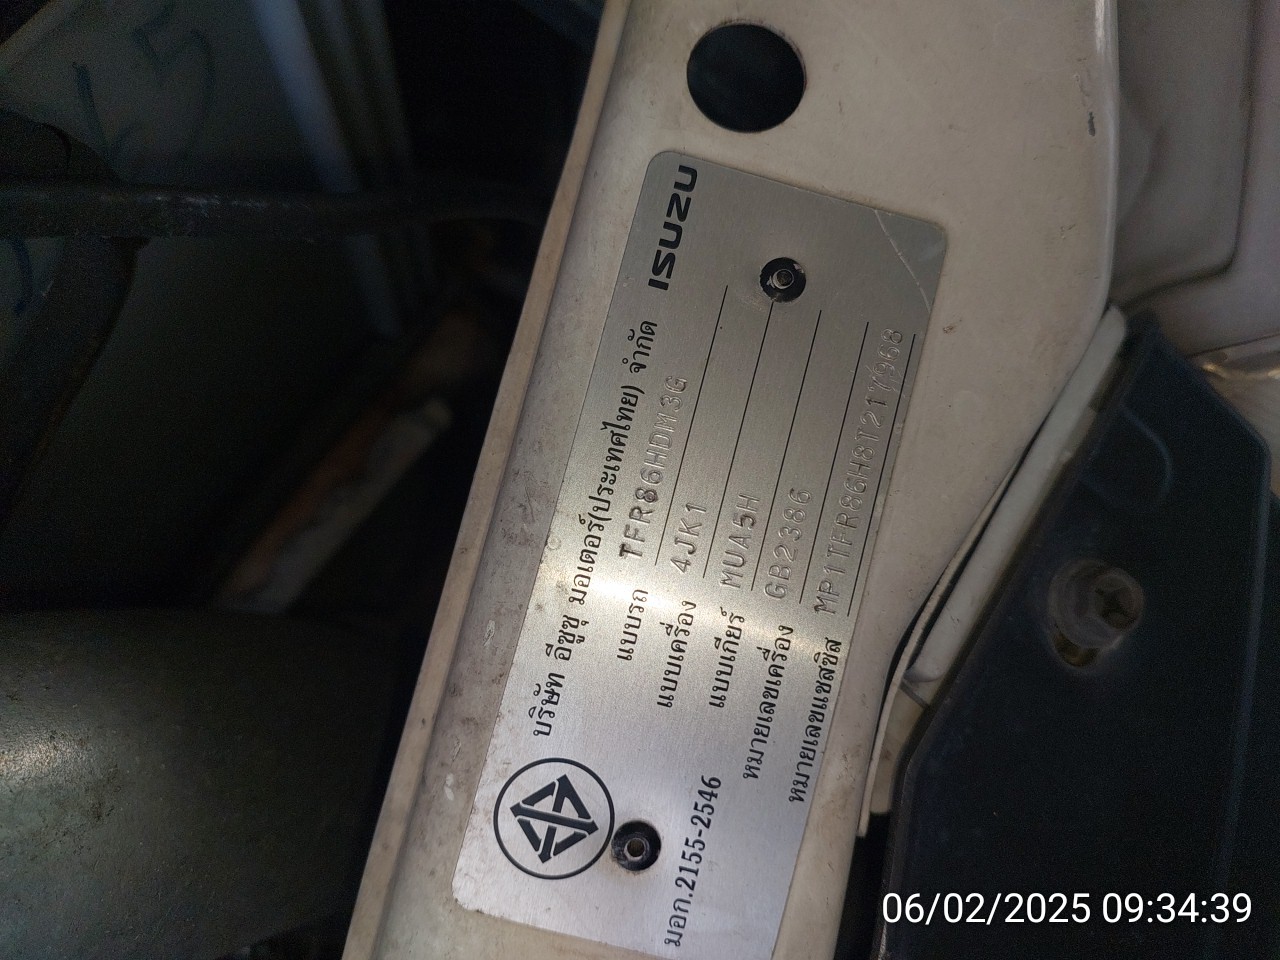 ISUZU
บริษัท อีซูซุ มอเตอร์(ประเทศไทย) จำกัด
แบบรถ TFR86HDM3G
แบบเครื่อง 4JK1
แบบเกียร์ MUA5H
หมายเลขเครื่อง GB2386
หมายเลขแชสซิส MP1TFR86H8T21Y968
มอก.2155-2546
06/02/2025 09:34:39